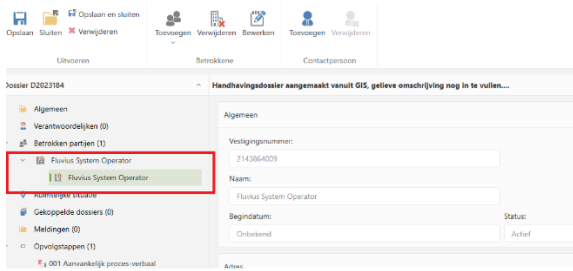 Opslaan Sluiten Opslaan en sluiten Verwijderen
Toevoegen Verwijderen Bewerken
Toevoegen Verwijderen
Uitvoeren Betrokkene Contactpersoon
Dossier D2023184
Handhavingsdossier aangemaakt vanuit GIS, gelieve omschrijving nog in te vullen....
Algemeen
Verantwoordelijken (0)
Betrokken partijen (1)
Fluvius System Operator
Fluvius System Operator
Ruimtelijke situatie
Gekoppelde dossiers (0)
Meldingen (0)
Opvolgstappen (1)
001 Aanvankelijk proces-verbaal
Algemeen
Vestigingsnummer:
2143864009
Naam:
Fluvius System Operator
Begindatum: Status:
Onbekend Actief
Adres